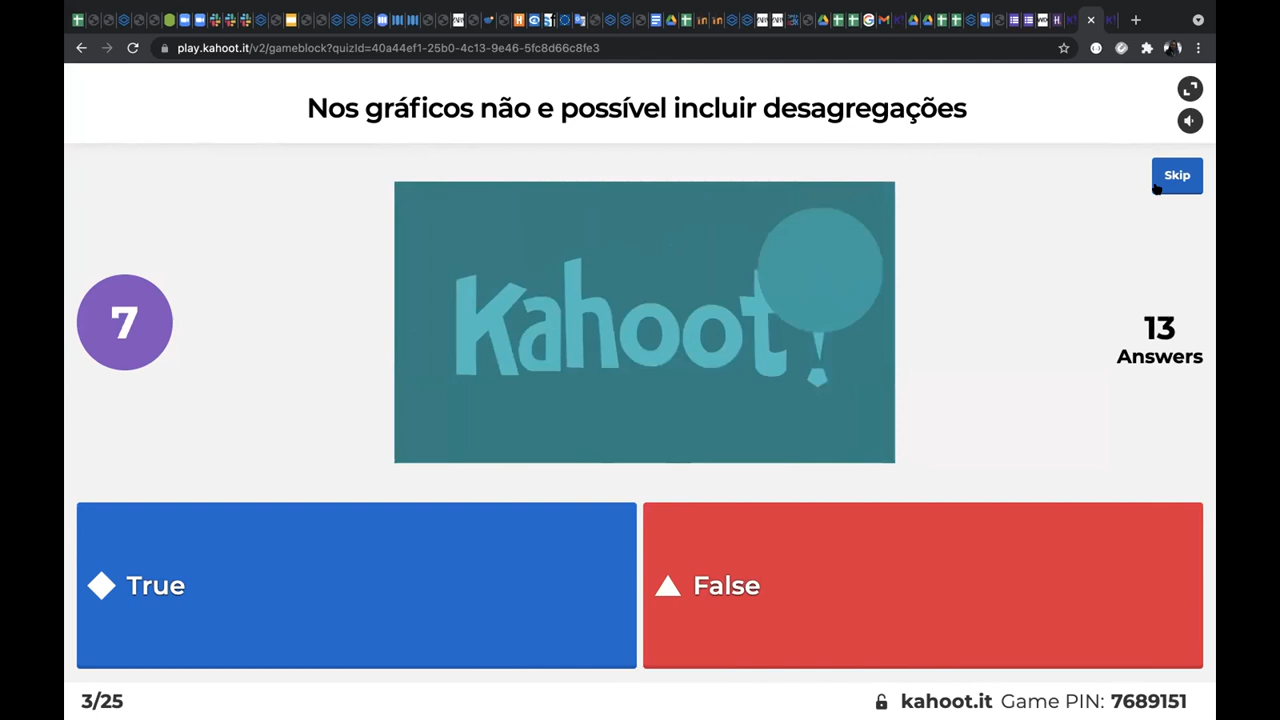 play.kahoot.it/v2/gameblock?quizId=40a44ef1-25b0-4c13-9e46-5fc8d66c8fe3
Nos gráficos não e possível incluir desagregações
Skip
7
Kahoot!
13
Answers
True
False
3/25
kahoot.it Game PIN: 7689151